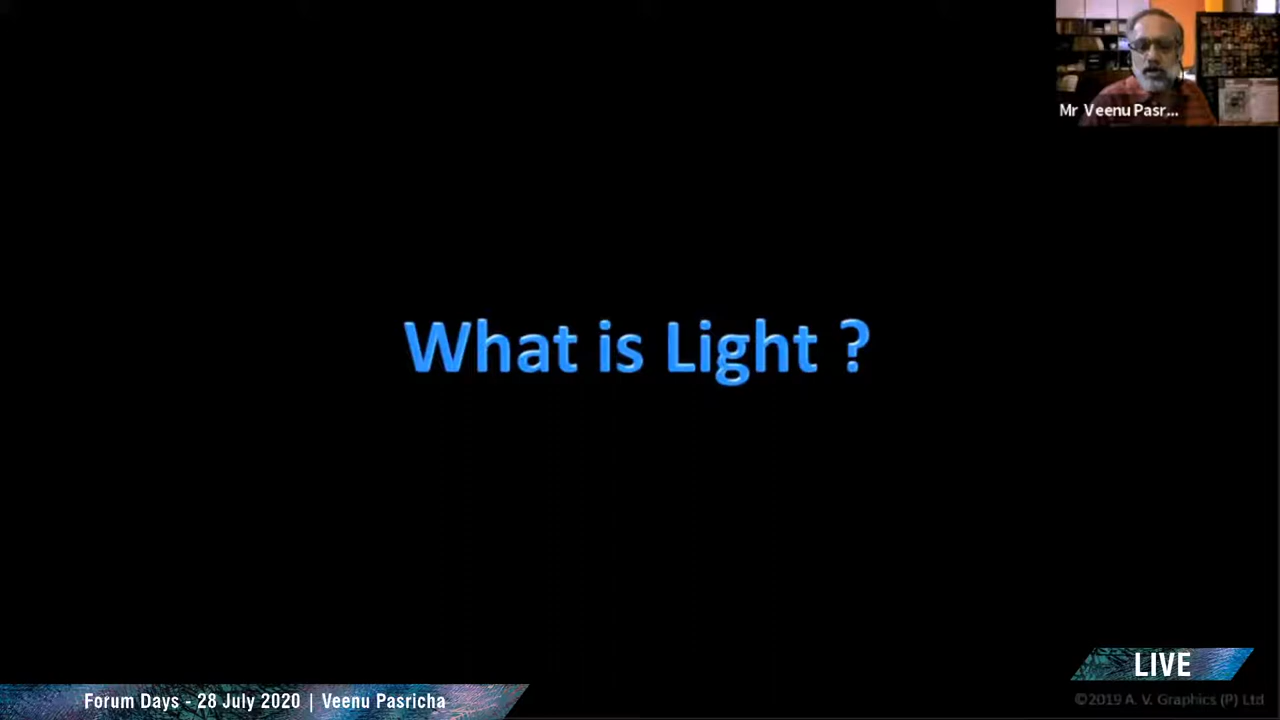 Mr Veenu Pasr...
What is Light ?
LIVE
Forum Days - 28 July 2020 | Veenu Pasricha
©2019 A. V. Graphics (P) Ltd